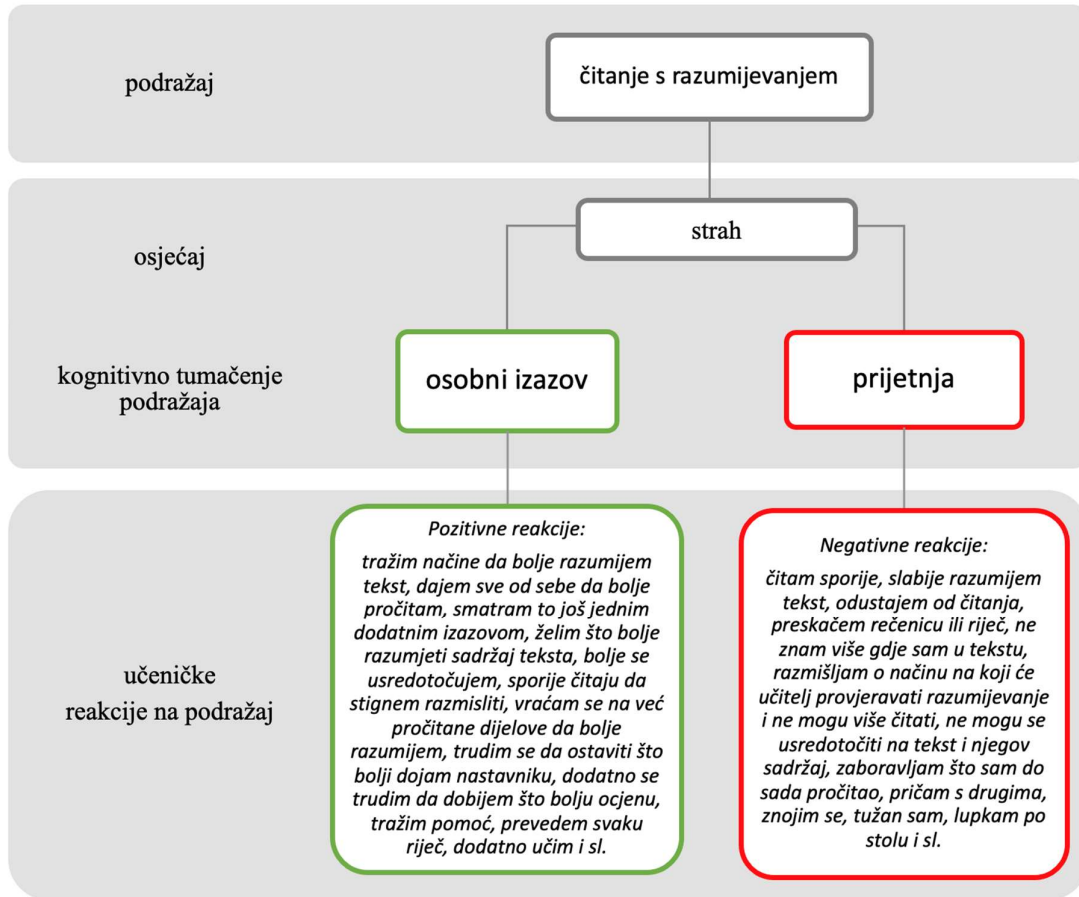 podražaj
čitanje s razumijevanjem
osjećaj
strah
kognitivno tumačenje
podražaja
osobni izazov
prijetnja
učeničke
reakcije na podražaj
Pozitivne reakcije:
tražim načine da bolje razumijem
tekst, dajem sve od sebe da bolje
pročitam, smatram to još jednim
dodatnim izazovom, želim što bolje
razumjeti sadržaj teksta, bolje se
usredotočujem, sporije čitaju da
stignem razmisliti, vraćam se na već
pročitane dijelove da bolje
razumijem, trudim se da ostaviti što
bolji dojam nastavniku, dodatno se
trudim da dobijem što bolju ocjenu,
tražim pomoć, prevedem svaku
riječ, dodatno učim i sl.
Negativne reakcije:
čitam sporije, slabije razumijem
tekst, odustajem od čitanja,
preskačem rečenicu ili riječ, ne
znam više gdje sam u tekstu,
razmišljam o načinu na koji će
učitelj provjeravati razumijevanje
i ne mogu više čitati, ne mogu se
usredotočiti na tekst i njegov
sadržaj, zaboravljam što sam do
sada pročitao, pričam s drugima,
znojim se, tužan sam, lupkam po
stolu i sl.